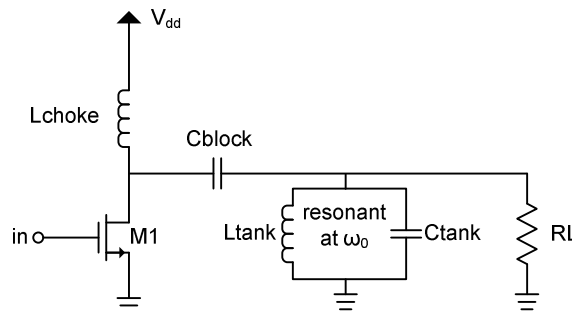 Vdd
Lchoke
Cblock
in
M1
Ltank
resonant
at ω0
Ctank
RL